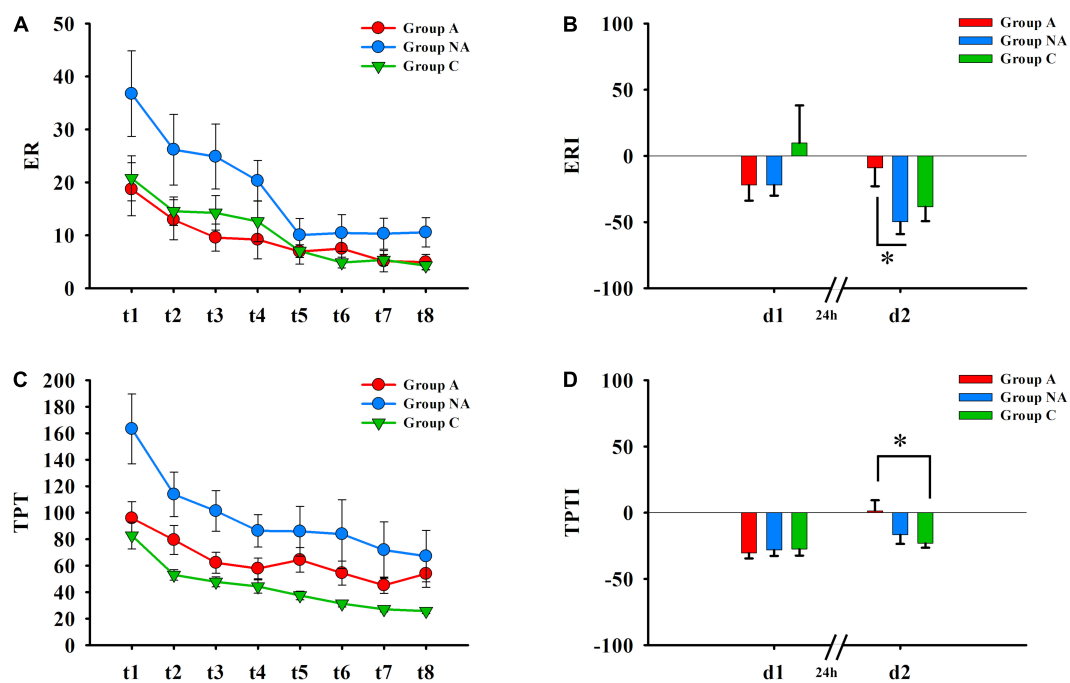 A
ER
50
40
30
20
10
0
t1 t2 t3 t4 t5 t6 t7 t8
Group A
Group NA
Group C
B
ERI
100
50
0
-50
-100
d1 24h d2
*
Group A
Group NA
Group C
C
TPT
200
180
160
140
120
100
80
60
40
20
0
t1 t2 t3 t4 t5 t6 t7 t8
Group A
Group NA
Group C
D
TPTI
100
50
0
-50
-100
d1 24h d2
*
Group A
Group NA
Group C